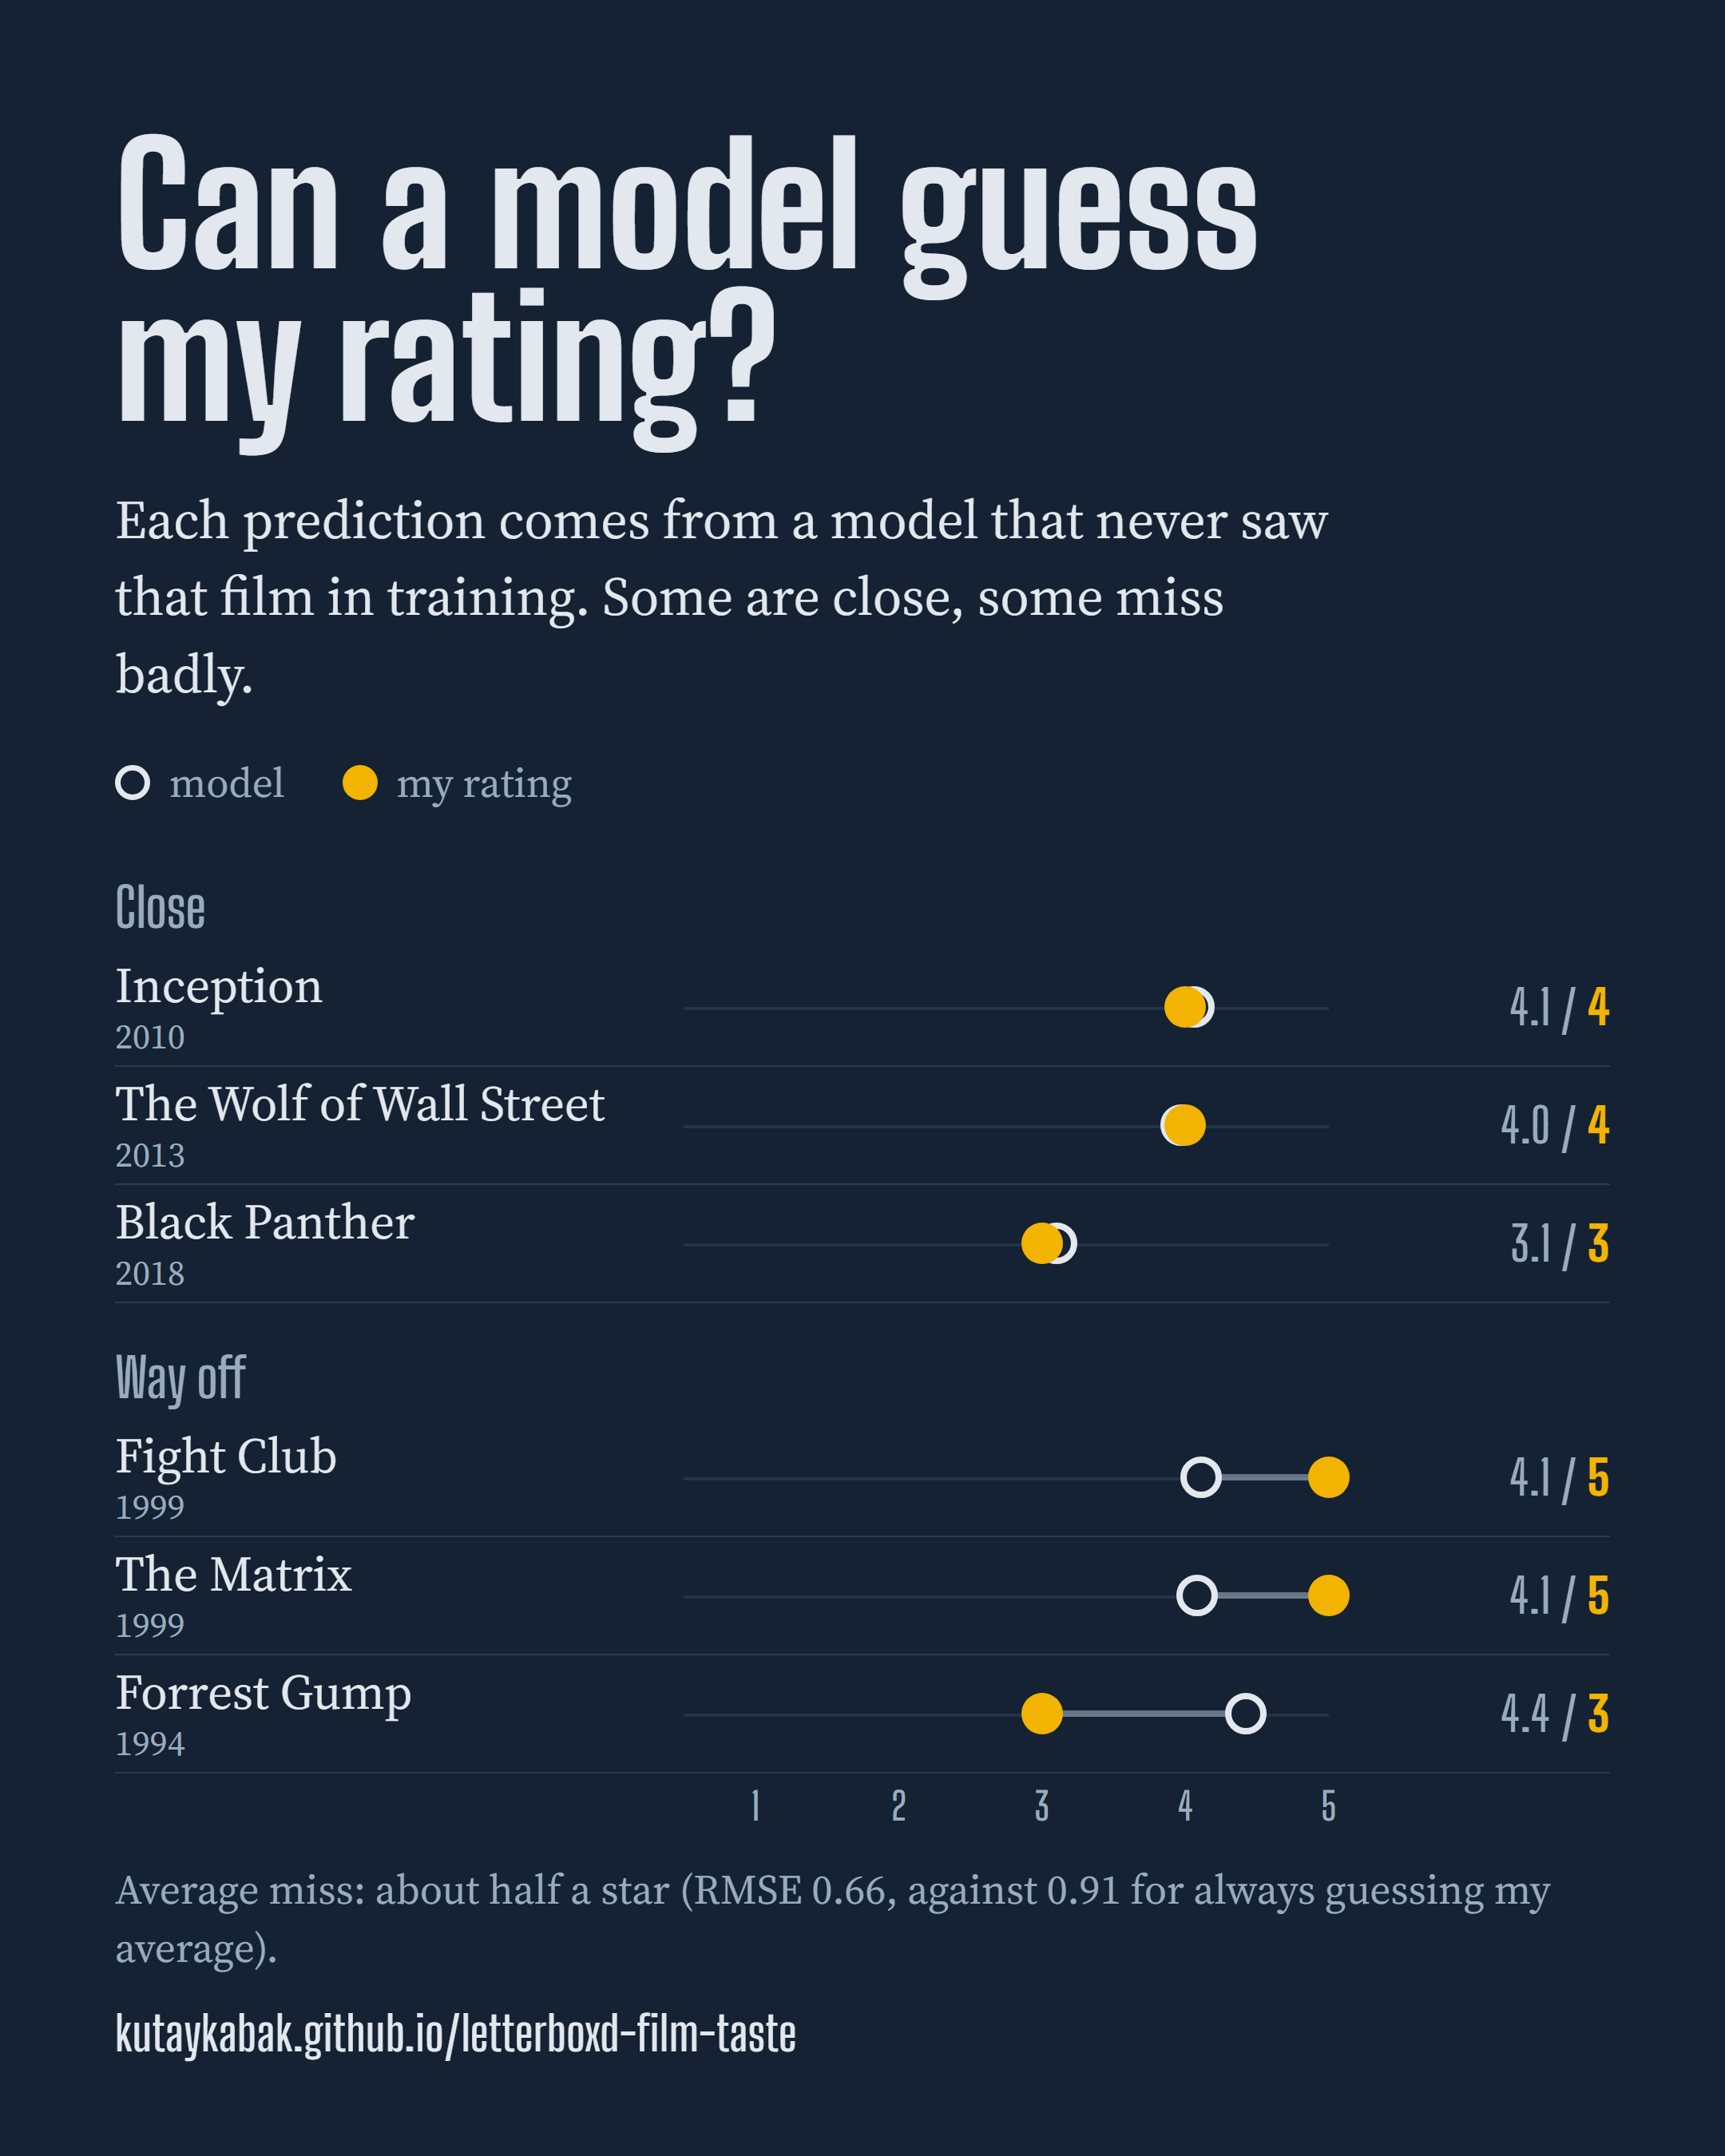 Can a model guess
my rating?
Each prediction comes from a model that never saw
that film in training. Some are close, some miss
badly.
model my rating
Close
Inception
2010
4.1 / 4
The Wolf of Wall Street
2013
4.0 / 4
Black Panther
2018
3.1 / 3
Way off
Fight Club
1999
4.1 / 5
The Matrix
1999
4.1 / 5
Forrest Gump
1994
4.4 / 3
1 2 3 4 5
Average miss: about half a star (RMSE 0.66, against 0.91 for always guessing my
average).
kutaykabak.github.io/letterboxd-film-taste